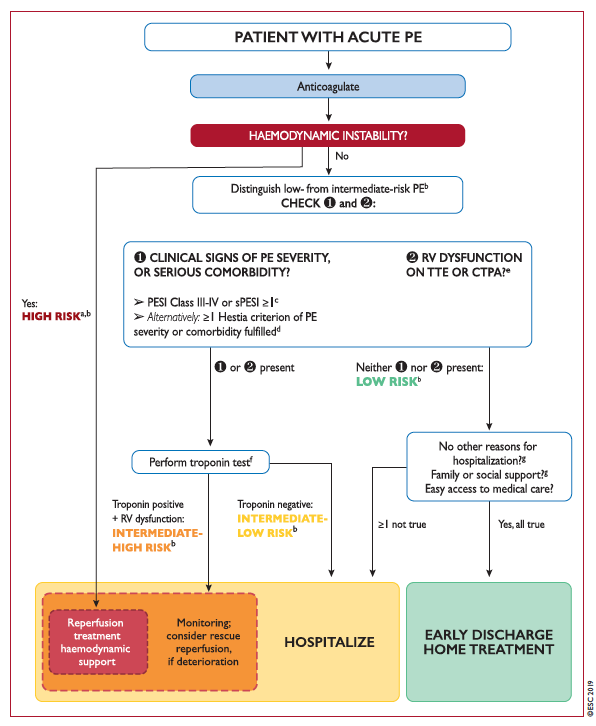 PATIENT WITH ACUTE PE
Anticoagulate
HAEMODYNAMIC INSTABILITY?
No
Distinguish low- from intermediate-risk PEᵇ
CHECK ❶ and ❷:
❶ CLINICAL SIGNS OF PE SEVERITY,
OR SERIOUS COMORBIDITY?
➢ PESI Class III-IV or sPESI ≥1ᶜ
➢ Alternatively: ≥1 Hestia criterion of PE
severity or comorbidity fulfilledᵈ
❷ RV DYSFUNCTION
ON TTE OR CTPA?ᵉ
Yes:
HIGH RISKᵃ,ᵇ
❶ or ❷ present
Neither ❶ nor ❷ present:
LOW RISKᵇ
Perform troponin testᶠ
No other reasons for
hospitalization?ᵍ
Family or social support?ᵍ
Easy access to medical care?
Troponin positive
+ RV dysfunction:
INTERMEDIATE-
HIGH RISKᵇ
Troponin negative:
INTERMEDIATE-
LOW RISKᵇ
≥1 not true
Yes, all true
Reperfusion
treatment
haemodynamic
support
Monitoring;
consider rescue
reperfusion,
if deterioration
HOSPITALIZE
EARLY DISCHARGE
HOME TREATMENT
©ESC 2019